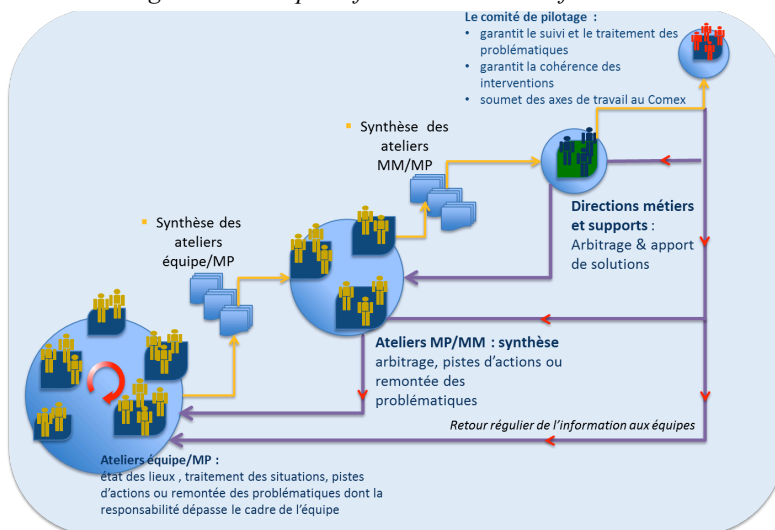 Le comité de pilotage :
• garantit le suivi et le traitement des
problématiques
• garantit la cohérence des
interventions
• soumet des axes de travail au Comex
▪ Synthèse des
ateliers
MM/MP
Directions métiers
et supports :
Arbitrage & apport
de solutions
▪ Synthèse des
ateliers
équipe/MP
Ateliers MP/MM : synthèse
arbitrage, pistes d’actions ou
remontée des
problématiques
Retour régulier de l’information aux équipes
Ateliers équipe/MP :
état des lieux , traitement des situations, pistes
d’actions ou remontée des problématiques dont la
responsabilité dépasse le cadre de l’équipe